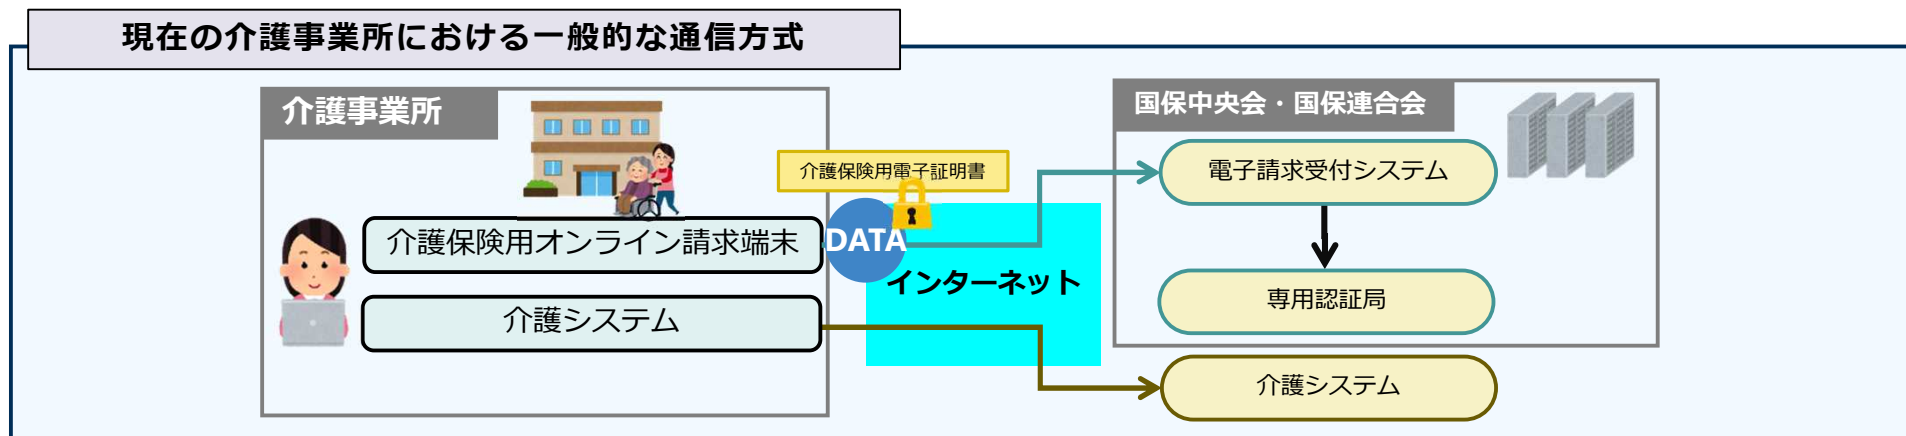 現在の介護事業所における一般的な通信方式
介護事業所
国保中央会・国保連合会
介護保険用電子証明書
電子請求受付システム
介護保険用オンライン請求端末
DATA
インターネット
専用認証局
介護システム
介護システム